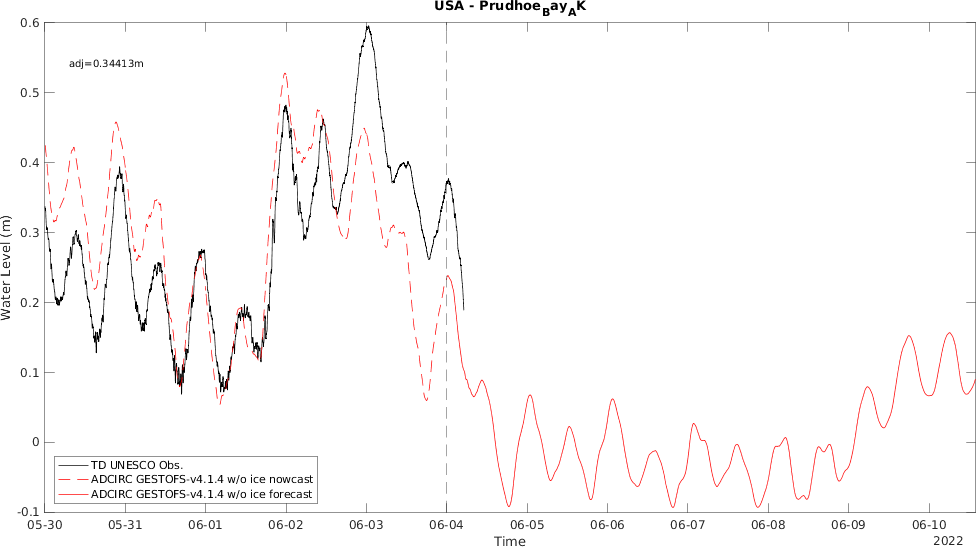 USA - Prudhoe_Bay_AK
adj=0.34413m
0.6
0.5
0.4
0.3
0.2
0.1
0
-0.1
Water Level (m)
TD UNESCO Obs.
ADCIRC GESTOFS-v4.1.4 w/o ice nowcast
ADCIRC GESTOFS-v4.1.4 w/o ice forecast
05-30 05-31 06-01 06-02 06-03 06-04 06-05 06-06 06-07 06-08 06-09 06-10
Time
2022